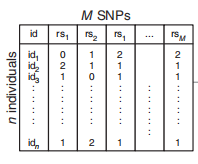 M SNPs
n individuals
id rs1 rs2 rs1 ... rsM
id1 0 1 2 2
id2 2 1 1 1
id3 1 0 1 1
: : : : : :
: : : : : :
: : : : : :
idn 1 2 1 1